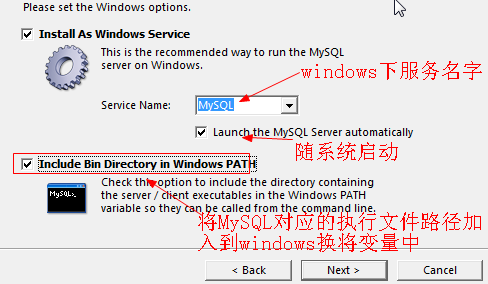 Please set the Windows options.
Install As Windows Service
This is the recommended way to run the MySQL
server on Windows.
windows下服务名字
Service Name:
MySQL
Launch the MySQL Server automatically
随系统启动
Include Bin Directory in Windows PATH
Check this option to include the directory containing
the server / client executables in the Windows PATH
variable so they can be called from the command line.
MySQL
将MySQL对应的执行文件路径加
入到windows换将变量中
< Back
Next >
Cancel